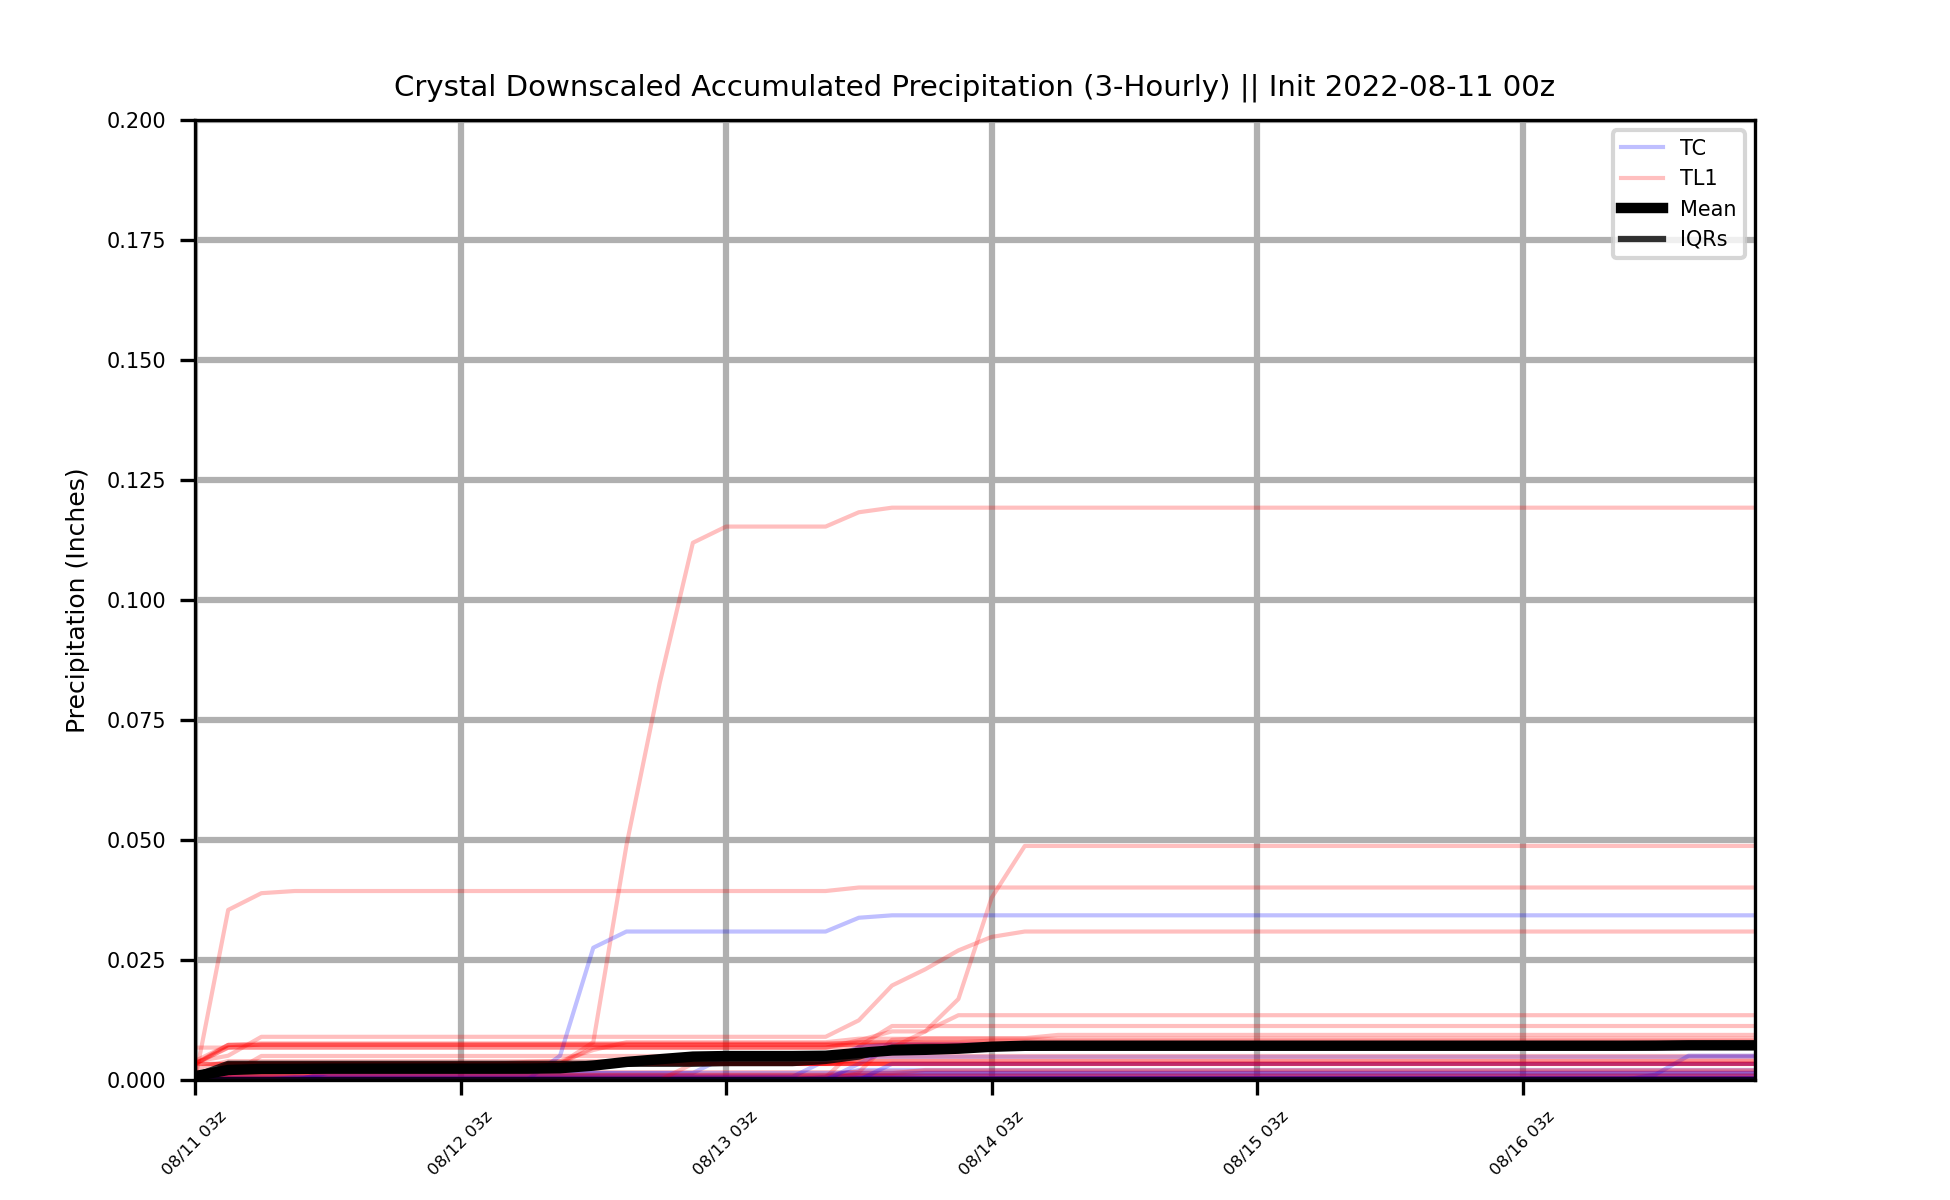 Crystal Downscaled Accumulated Precipitation (3-Hourly) || Init 2022-08-11 00z
0.200
0.175
0.150
0.125
0.100
0.075
0.050
0.025
0.000
Precipitation (Inches)
TC
TL1
Mean
IQRs
08/11 03z
08/12 03z
08/13 03z
08/14 03z
08/15 03z
08/16 03z